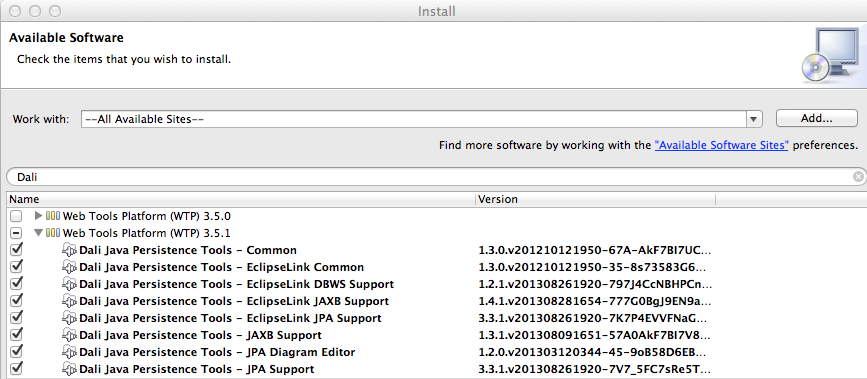 Install
Available Software
Check the items that you wish to install.
Work with: --All Available Sites-- Add...
Find more software by working with the "Available Software Sites" preferences.
Dali
Name Version
Web Tools Platform (WTP) 3.5.0
Web Tools Platform (WTP) 3.5.1
Dali Java Persistence Tools - Common 1.3.0.v201210121950-67A-AkF7BI7UC...
Dali Java Persistence Tools - EclipseLink Common 1.3.0.v201210121950-35-8s73583G6...
Dali Java Persistence Tools - EclipseLink DBWS Support 1.2.1.v201308261920-797J4CcNBHPCn...
Dali Java Persistence Tools - EclipseLink JAXB Support 1.4.1.v201308281654-777G0BgJ9EN9a...
Dali Java Persistence Tools - EclipseLink JPA Support 3.3.1.v201308261920-7K7P4EVVFNaG...
Dali Java Persistence Tools - JAXB Support 1.3.1.v201308091651-57A0AkF7BI7V8...
Dali Java Persistence Tools - JPA Diagram Editor 1.2.0.v201303120344-45-9oB58D6EB...
Dali Java Persistence Tools - JPA Support 3.3.1.v201308261920-7V7_5FC7sRe5T...